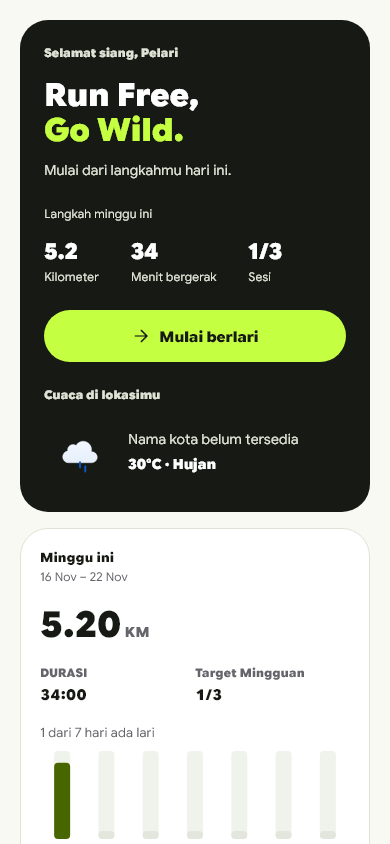 Selamat siang, Pelari
Run Free,
Go Wild.
Mulai dari langkahmu hari ini.
Langkah minggu ini
5.2 34 1/3
Kilometer Menit bergerak Sesi
→ Mulai berlari
Cuaca di lokasimu
Nama kota belum tersedia
30°C · Hujan
Minggu ini
16 Nov – 22 Nov
5.20 KM
DURASI Target Mingguan
34:00 1/3
1 dari 7 hari ada lari